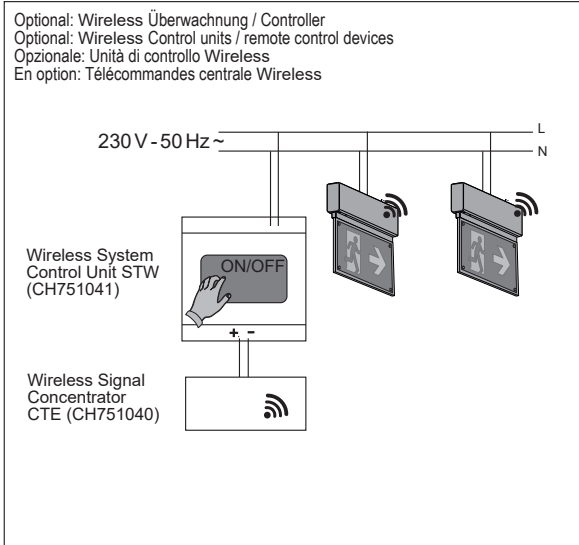 Optional: Wireless Überwachnung / Controller
Optional: Wireless Control units / remote control devices
Opzionale: Unità di controllo Wireless
En option: Télécommandes centrale Wireless
230 V - 50 Hz ~
L
N
Wireless System
Control Unit STW
(CH751041)
ON/OFF
+ -
Wireless Signal
Concentrator
CTE (CH751040)